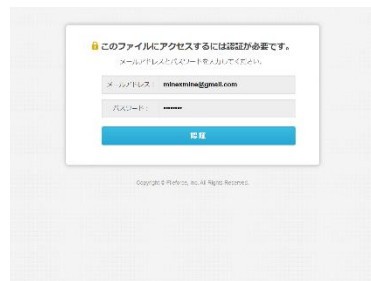 このファイルにアクセスするには認証が必要です。
メールアドレスとパスワードを入力してください。
メールアドレス： minexmine@gmail.com
パスワード： ••••••••
認証
Copyright © Fileforce, Inc. All Rights Reserved.